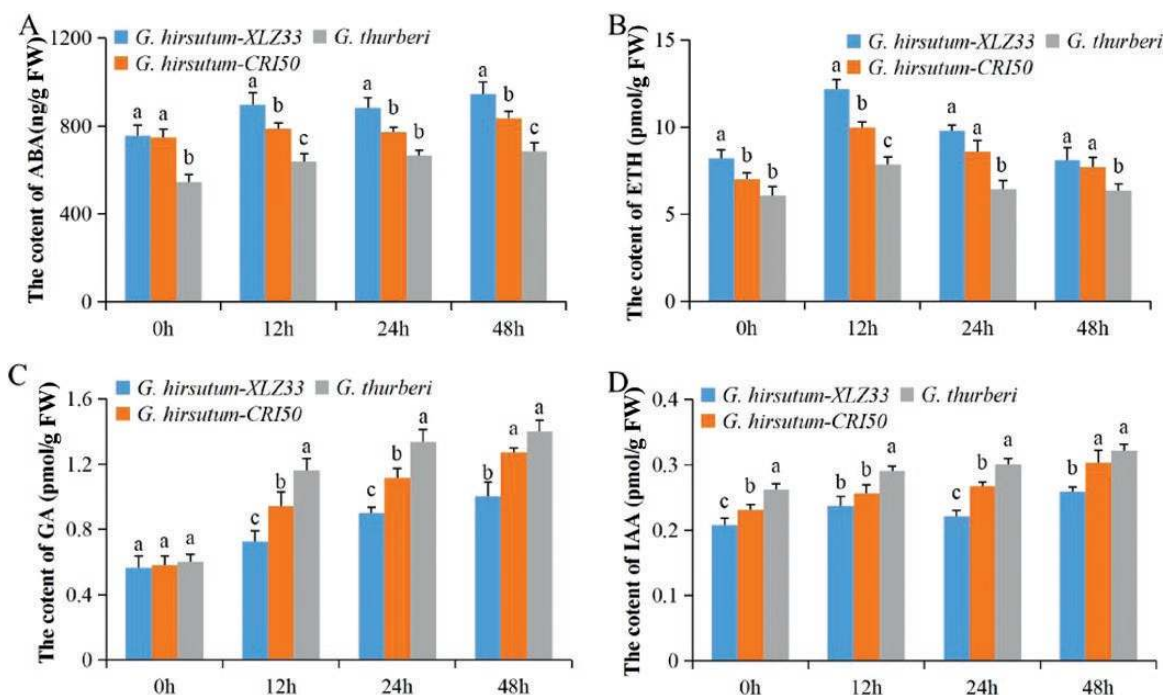 A
The cotent of ABA(ng/g FW)
1200
800
400
0
G. hirsutum-XLZ33
G. thurberi
G. hirsutum-CRI50
a a b
a b c
a b b
a b c
0h 12h 24h 48h
B
The cotent of ETH (pmol/g FW)
15
10
5
0
G. hirsutum-XLZ33
G. thurberi
G. hirsutum-CRI50
a b b
a b c
a a b
a a b
0h 12h 24h 48h
C
The cotent of GA (pmol/g FW)
1.6
1.2
0.8
0.4
0
G. hirsutum-XLZ33
G. thurberi
G. hirsutum-CRI50
a a a
c b a
c b a
b a a
0h 12h 24h 48h
D
The cotent of IAA (pmol/g FW)
0.4
0.3
0.2
0.1
0
G. hirsutum-XLZ33
G. thurberi
G. hirsutum-CRI50
c b a
b b a
c b a
b a a
0h 12h 24h 48h